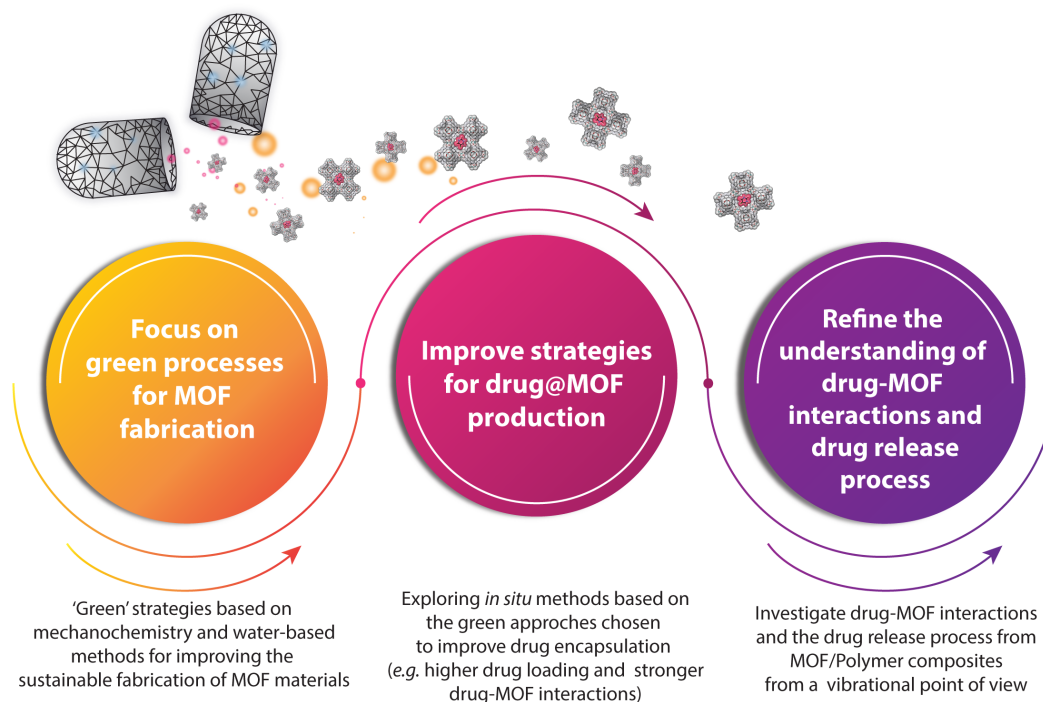 Focus on
green processes
for MOF
fabrication
Improve strategies
for drug@MOF
production
Refine the
understanding of
drug-MOF
interactions and
drug release
process
‘Green’ strategies based on
mechanochemistry and water-based
methods for improving the
sustainable fabrication of MOF materials
Exploring in situ methods based on
the green approches chosen
to improve drug encapsulation
(e.g. higher drug loading and stronger
drug-MOF interactions)
Investigate drug-MOF interactions
and the drug release process from
MOF/Polymer composites
from a vibrational point of view